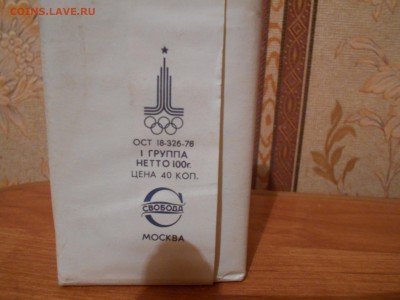 COINS.LAVE.RU
ОСТ 18-326-78
I ГРУППА
НЕТТО 100г.
ЦЕНА 40 КОП.
СВОБОДА
МОСКВА